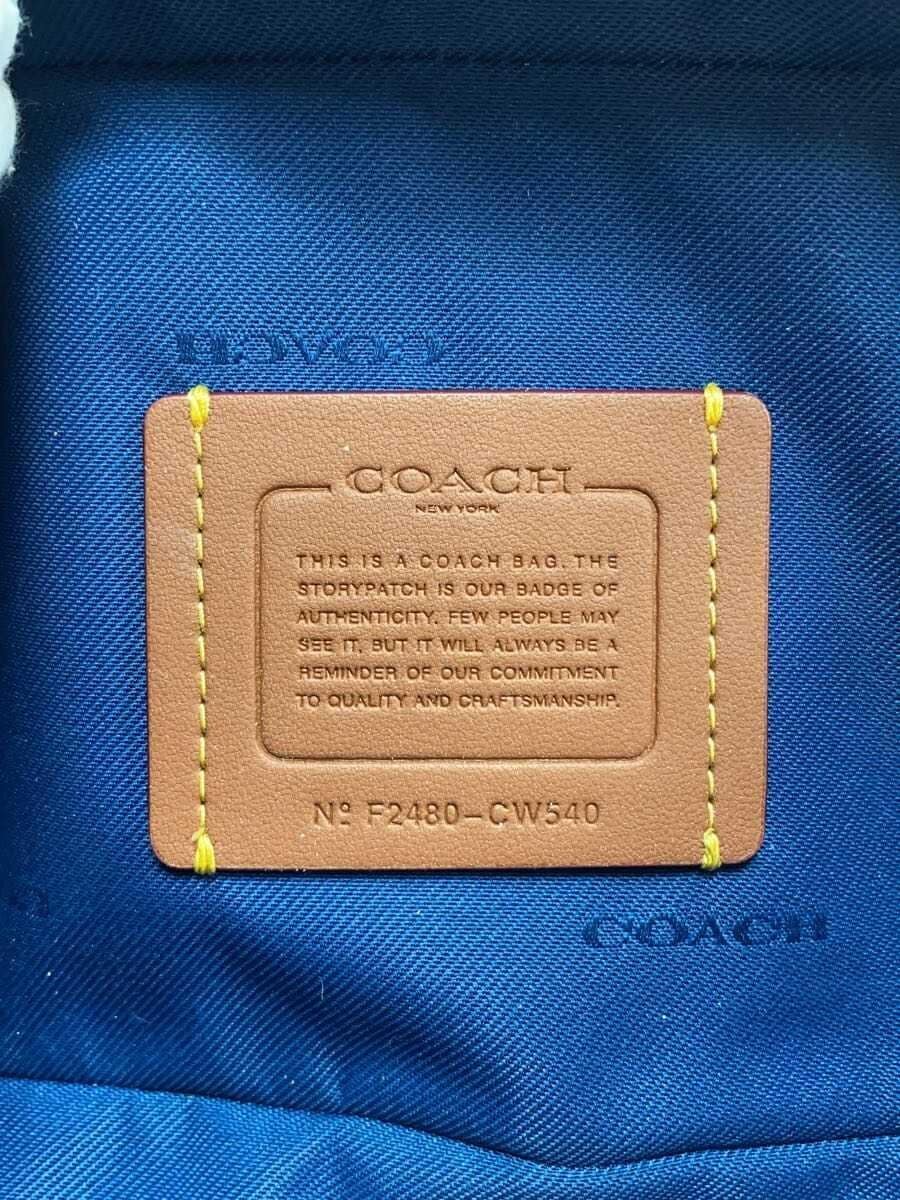 COACH
COACH
NEW YORK
THIS IS A COACH BAG. THE
STORYPATCH IS OUR BADGE OF
AUTHENTICITY. FEW PEOPLE MAY
SEE IT, BUT IT WILL ALWAYS BE A
REMINDER OF OUR COMMITMENT
TO QUALITY AND CRAFTSMANSHIP.
Nº F2480-CW540
COACH